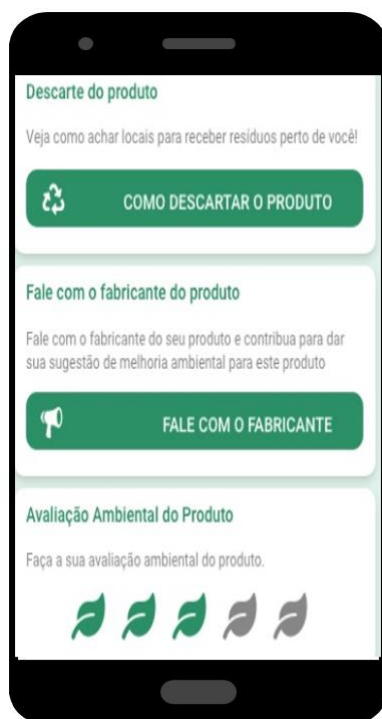 Descarte do produto
Veja como achar locais para receber resíduos perto de você!
COMO DESCARTAR O PRODUTO
Fale com o fabricante do produto
Fale com o fabricante do seu produto e contribua para dar
sua sugestão de melhoria ambiental para este produto
FALE COM O FABRICANTE
Avaliação Ambiental do Produto
Faça a sua avaliação ambiental do produto.